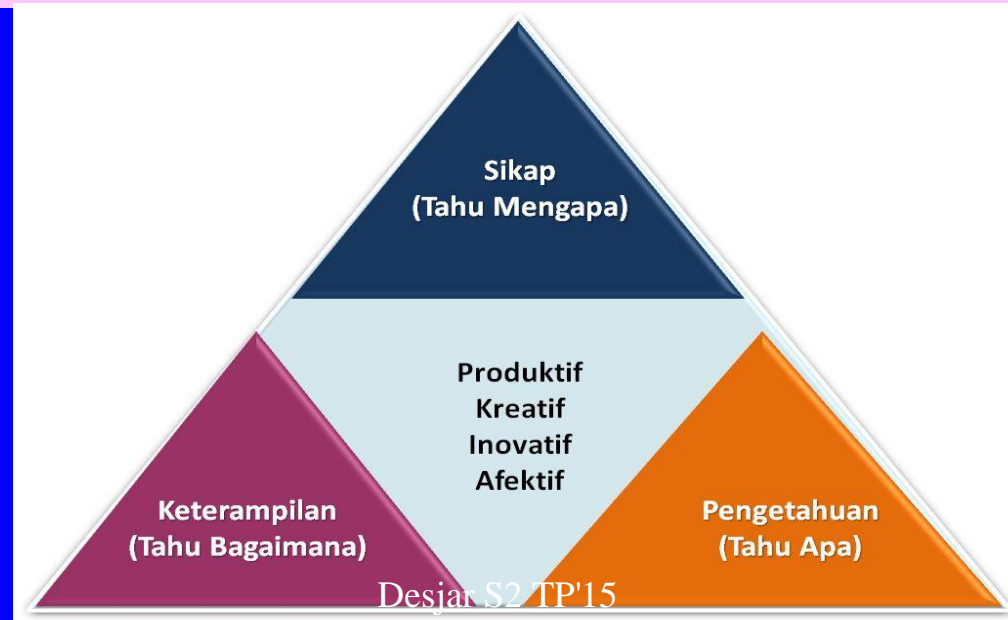 Sikap
(Tahu Mengapa)
Produktif
Kreatif
Inovatif
Afektif
Keterampilan
(Tahu Bagaimana)
Pengetahuan
(Tahu Apa)
Desjar S2 TP'15